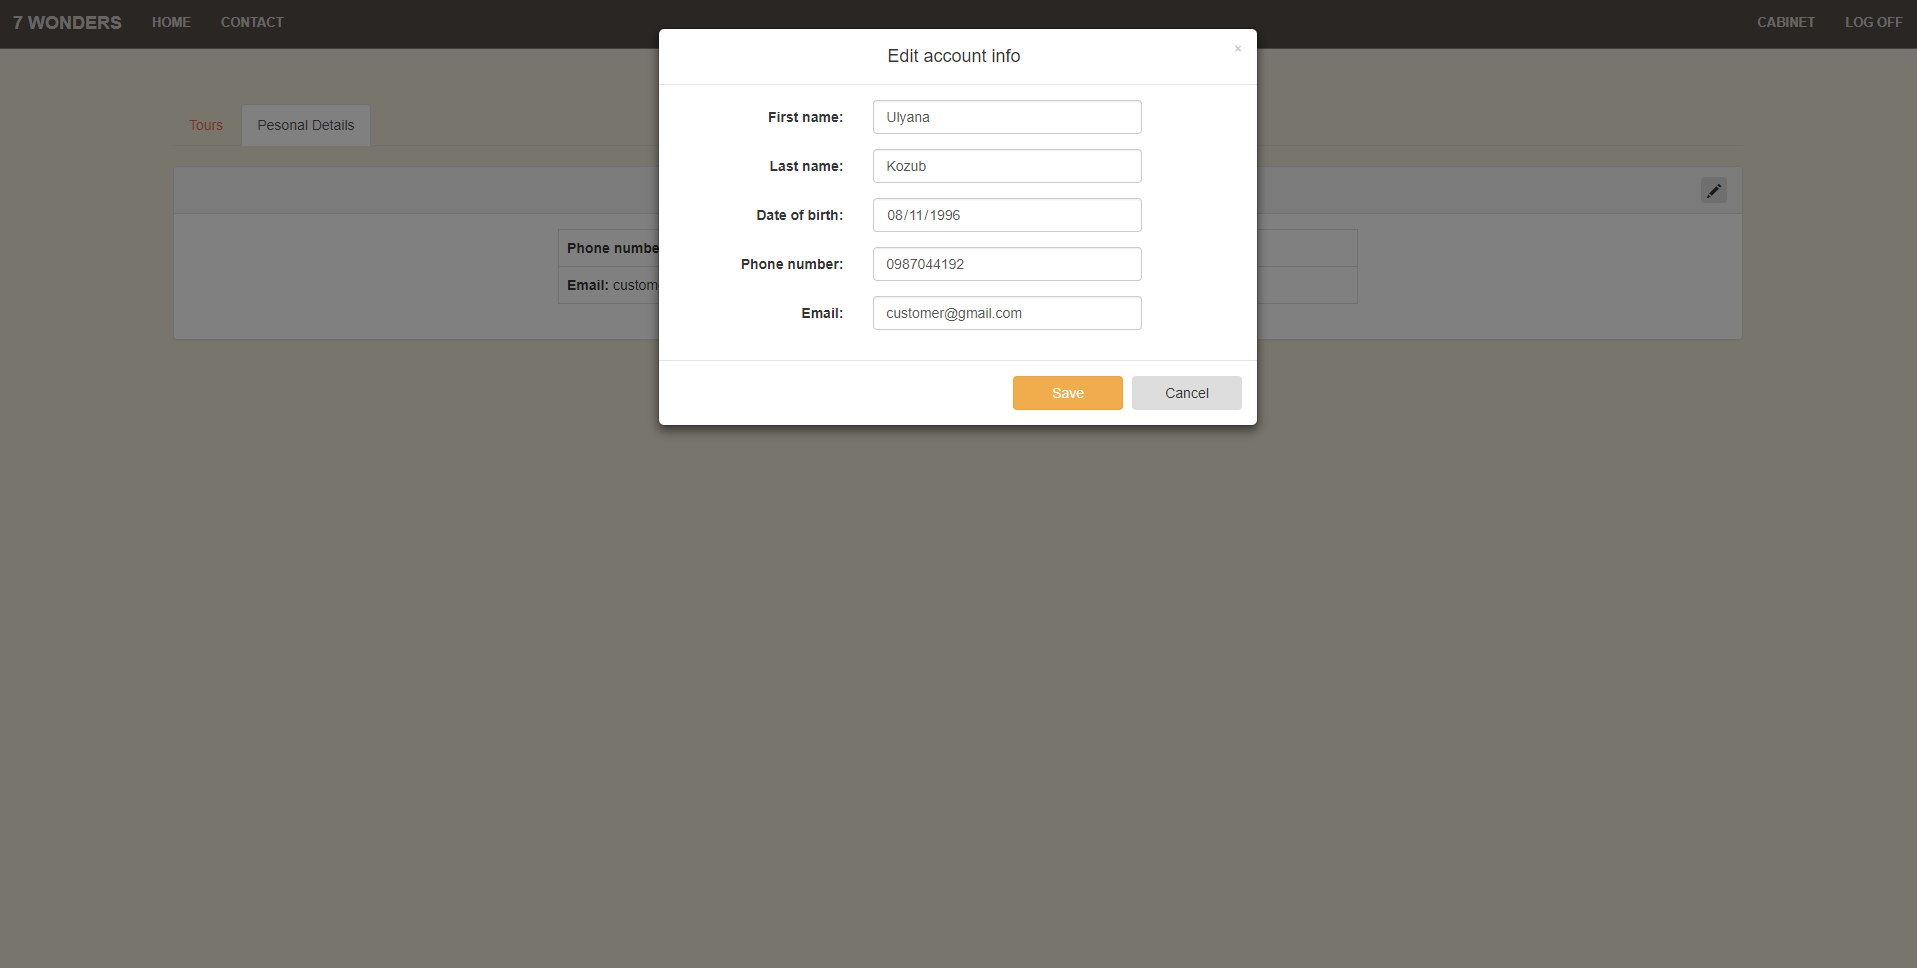 7 WONDERS HOME CONTACT CABINET LOG OFF
Edit account info ×
Tours Pesonal Details
First name: Ulyana
Last name: Kozub
Date of birth: 08/11/1996
Phone number: 0987044192
Email: customer@gmail.com
Save Cancel
Phone numbe
Email: custom